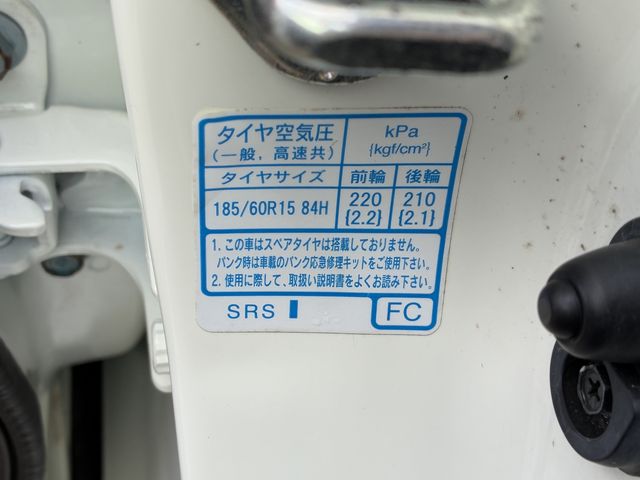 タイヤ空気圧 kPa
(一般，高速共) {kgf/cm²}
タイヤサイズ 前輪 後輪
185/60R15 84H 220 210
{2.2} {2.1}
1. この車はスペアタイヤは搭載しておりません。
パンク時は車載のパンク応急修理キットをご使用下さい。
2. 使用に際して、取扱い説明書をよくお読み下さい。
SRS FC